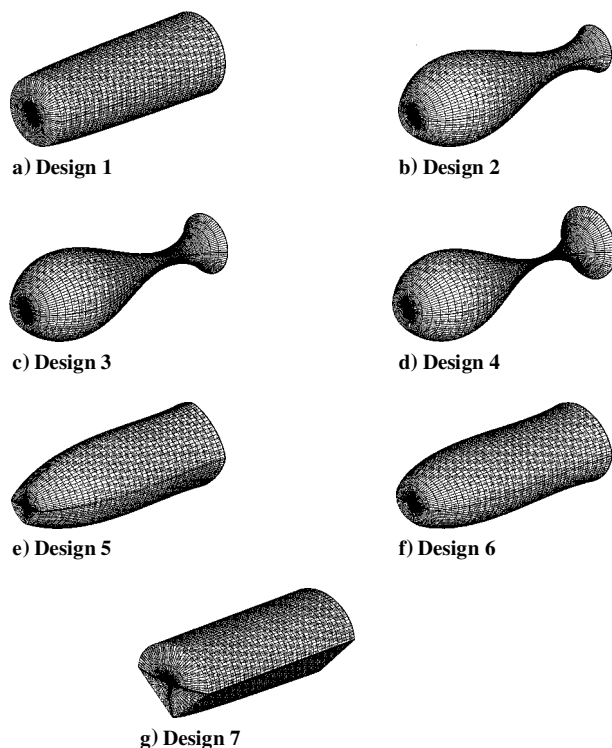 a) Design 1
b) Design 2
c) Design 3
d) Design 4
e) Design 5
f) Design 6
g) Design 7